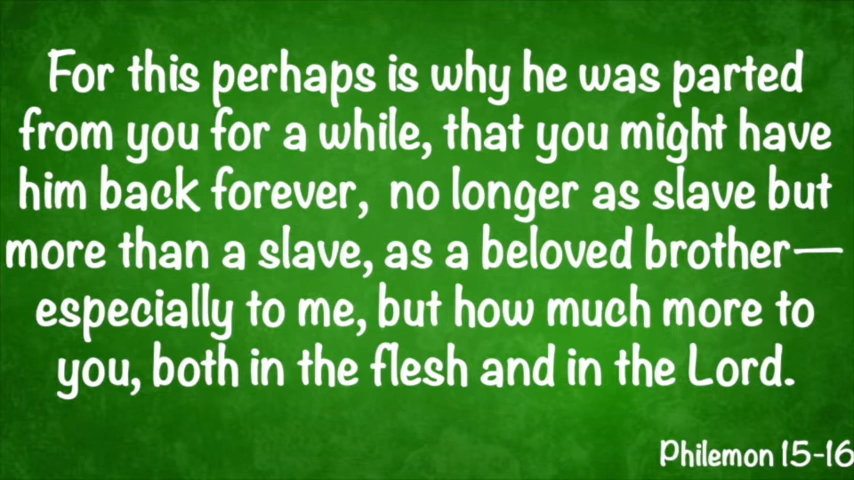 For this perhaps is why he was parted
from you for a while, that you might have
him back forever,  no longer as slave but
more than a slave, as a beloved brother—
especially to me, but how much more to
you, both in the flesh and in the Lord.
Philemon 15-16